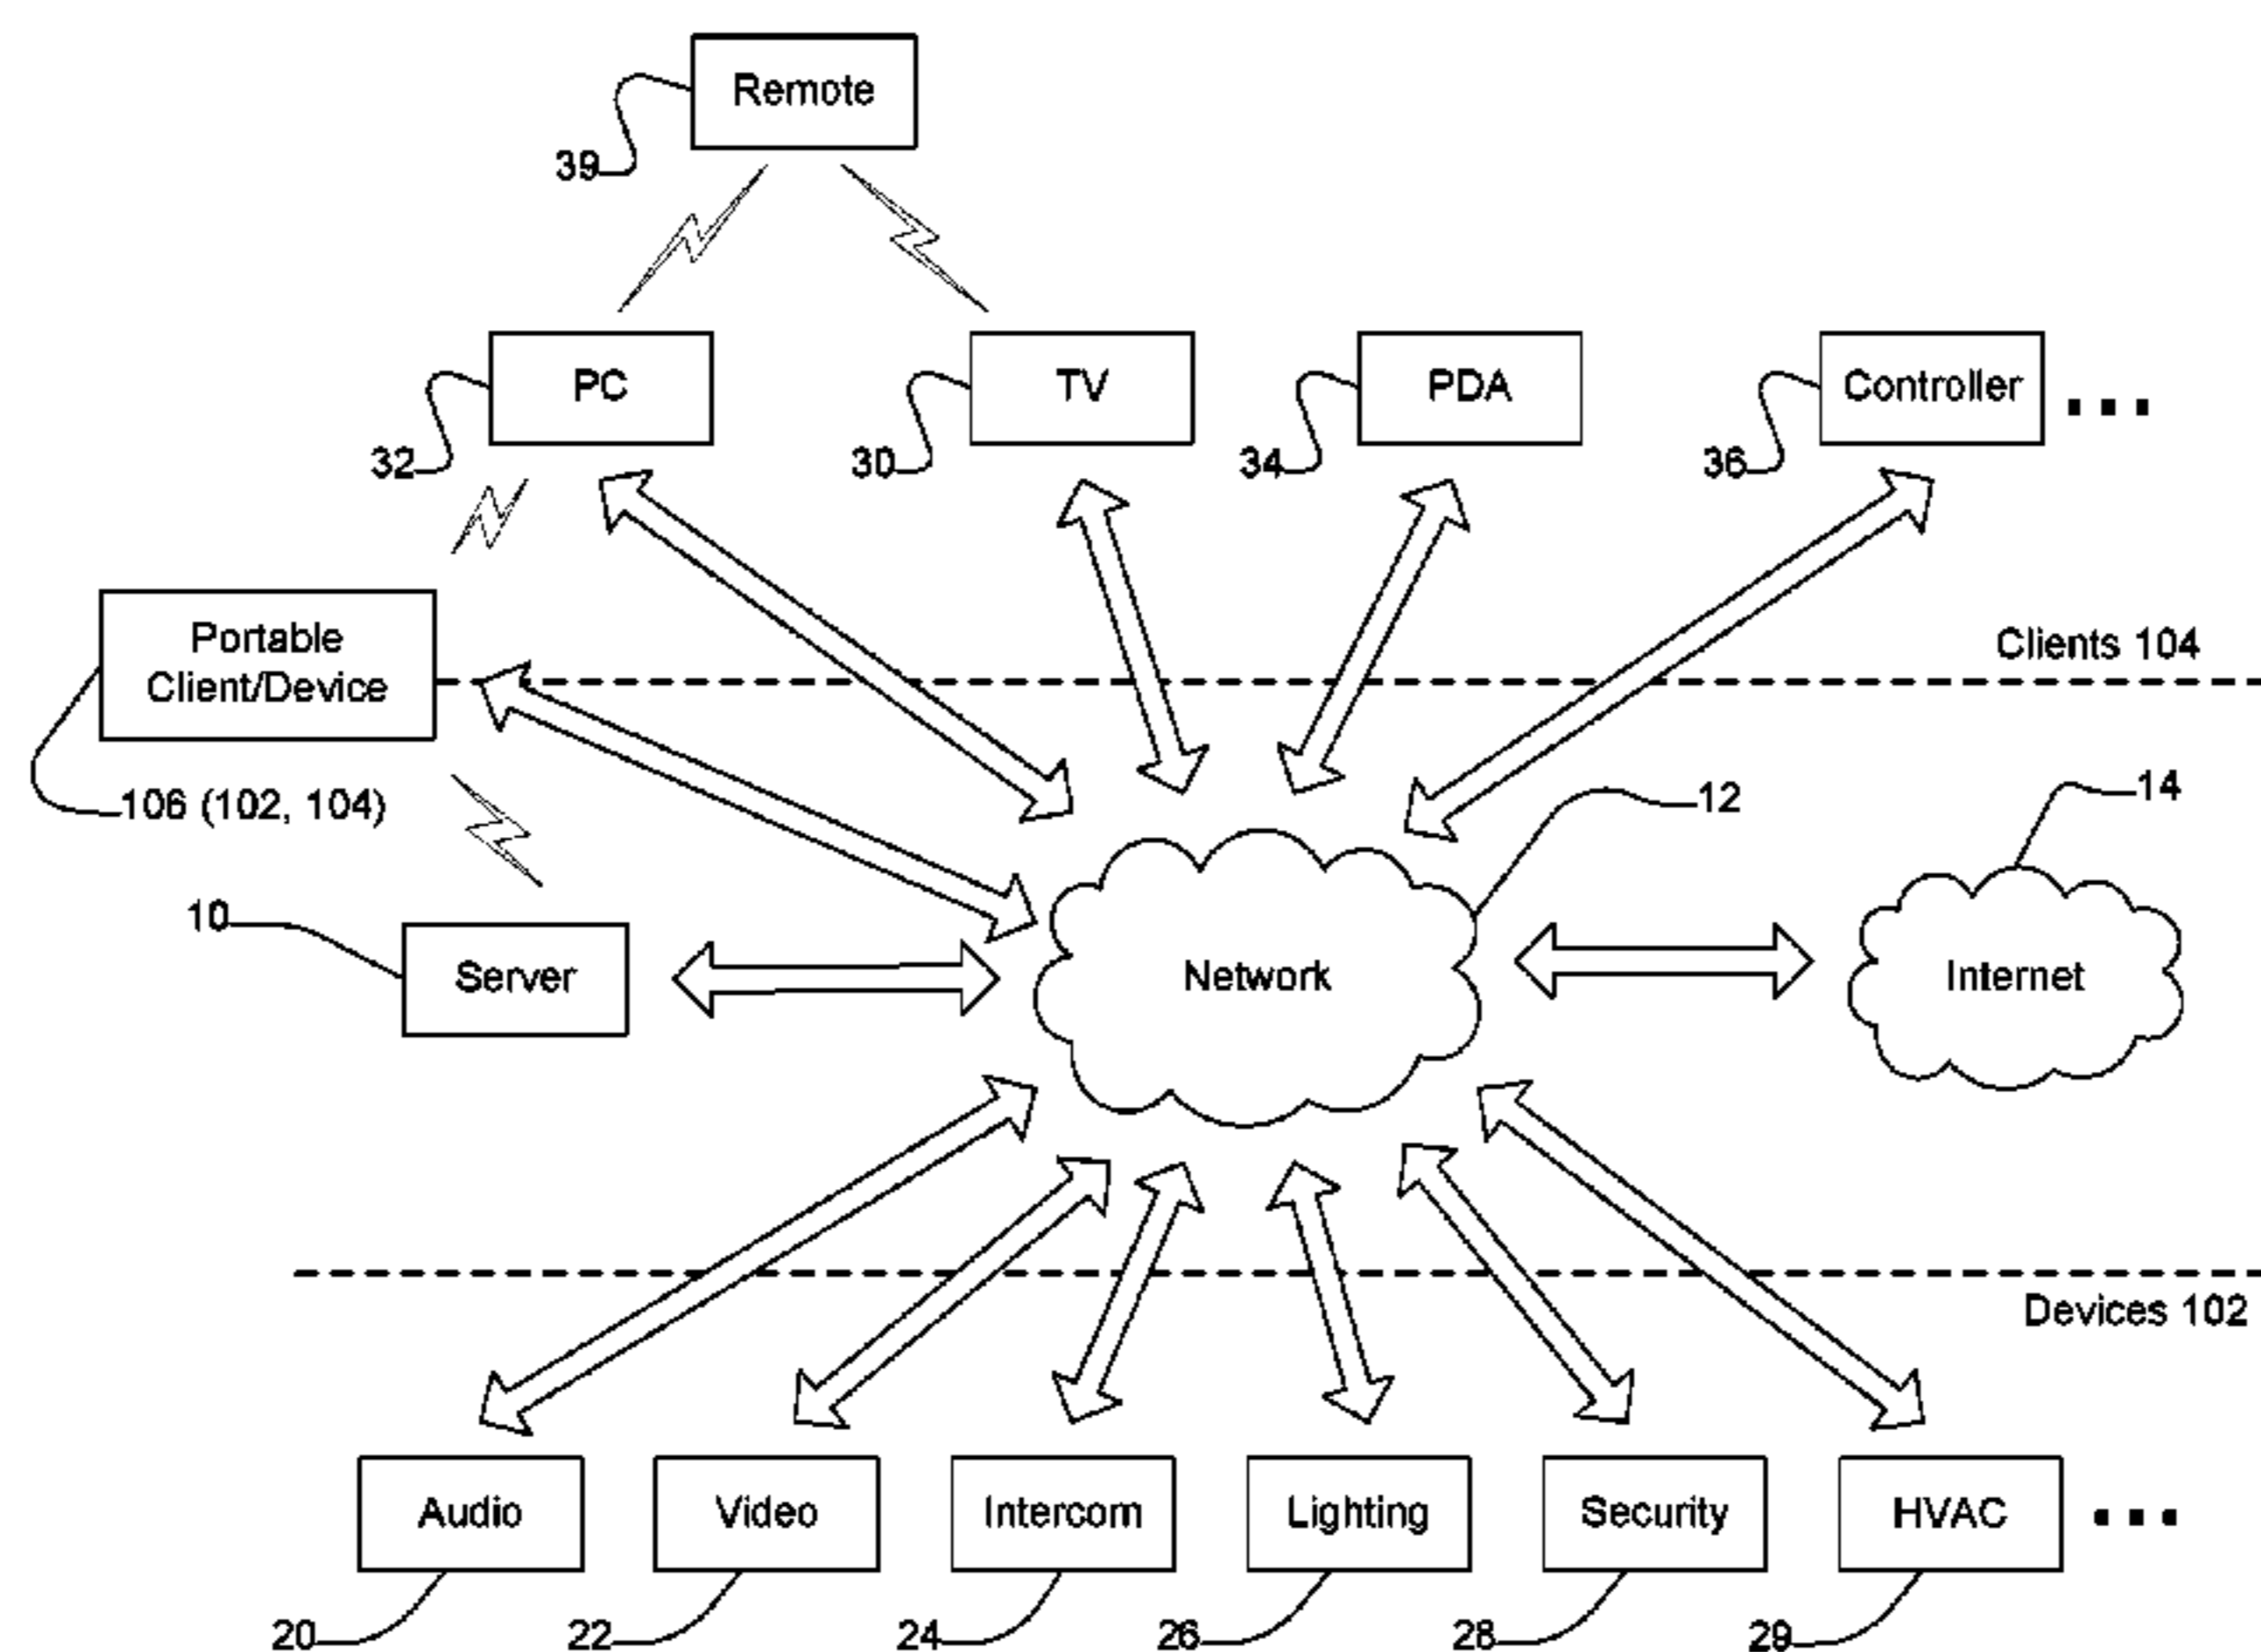 Remote
39
PC
TV
PDA
Controller
32
30
34
36
Portable
Client/Device
Clients 104
106 (102, 104)
12
14
10
Server
Network
Internet
Devices 102
Audio
Video
Intercom
Lighting
Security
HVAC
20
22
24
26
28
29